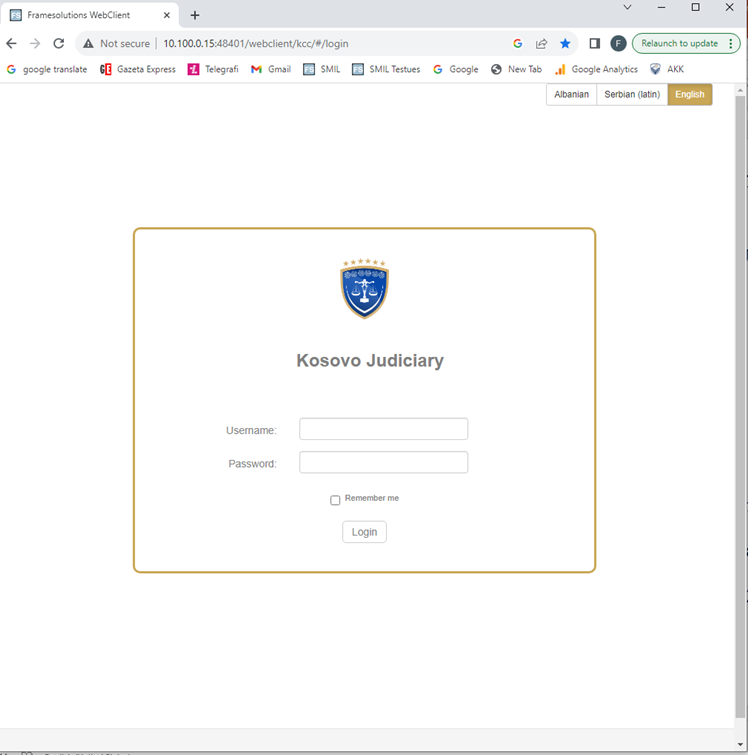 Framesolutions WebClient
Not secure 10.100.0.15:48401/webclient/kcc/#/login F Relaunch to update
google translate Gazeta Express Telegrafi Gmail SMIL SMIL Testues Google New Tab Google Analytics AKK
Albanian Serbian (latin) English
Kosovo Judiciary
Username:
Password:
Remember me
Login